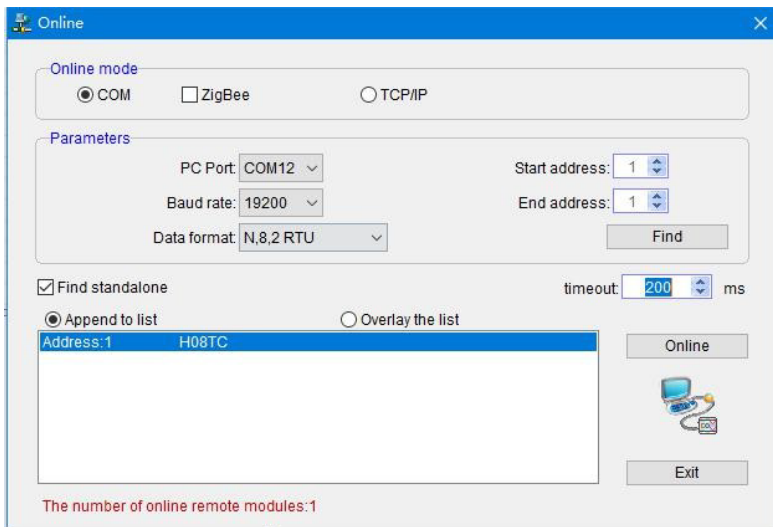 Online
Online mode
COM ZigBee TCP/IP
Parameters
PC Port: COM12 Start address: 1
Baud rate: 19200 End address: 1
Data format: N,8,2 RTU Find
Find standalone timeout: 200 ms
Append to list Overlay the list
Address:1 H08TC
Online
Exit
The number of online remote modules:1